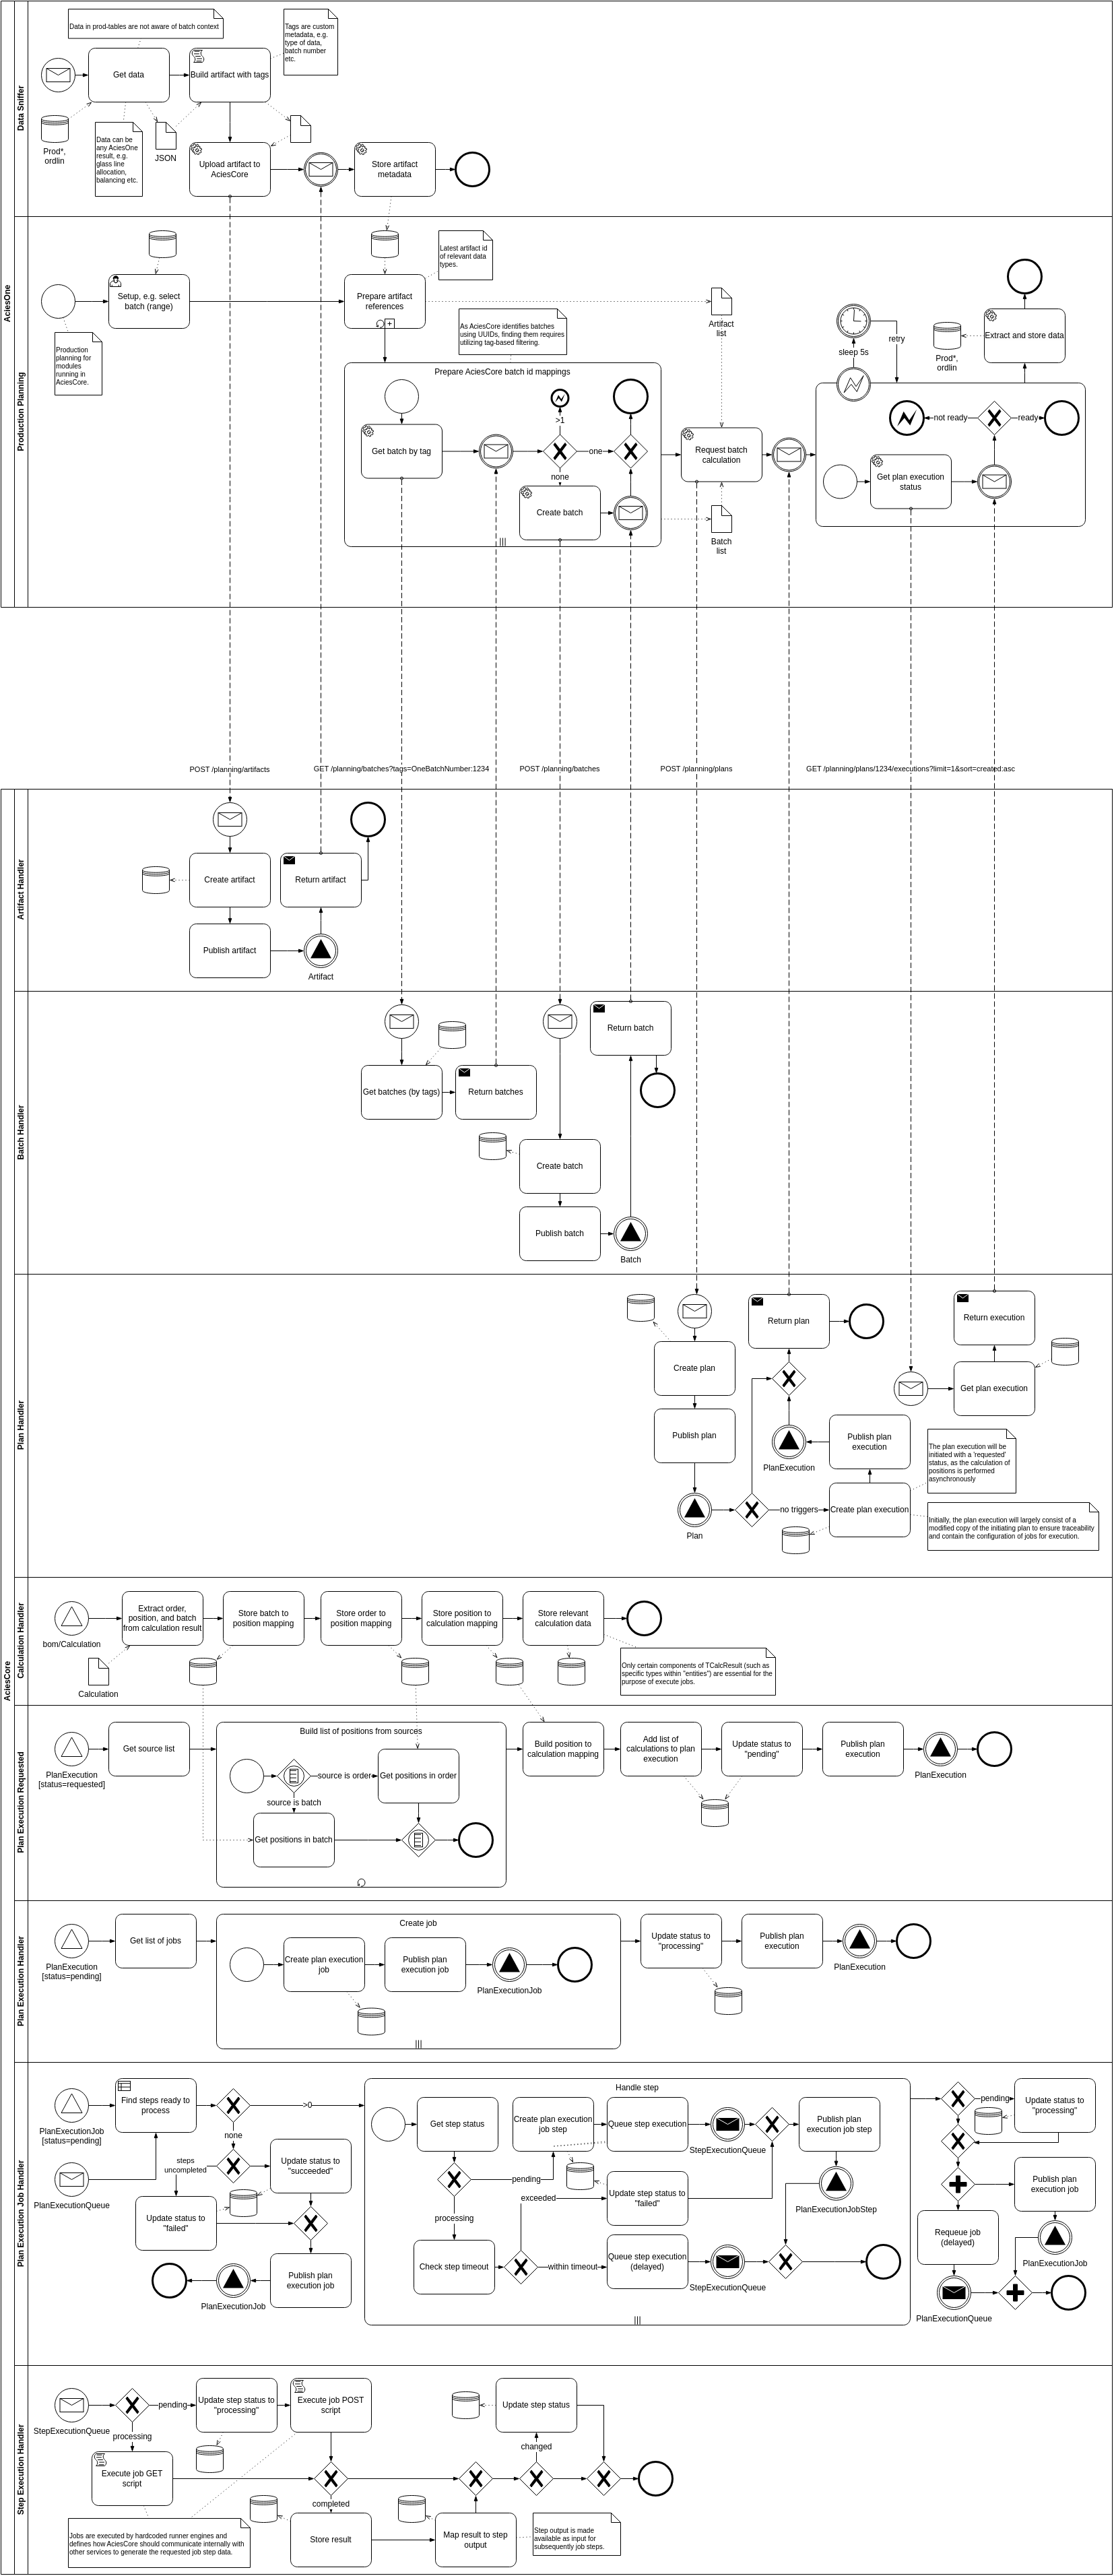 AciesOne
Data Sniffer
Data in prod-tables are not aware of batch context
Tags are custom
metadata, e.g.
type of data,
batch number
etc.
Get data
Build artifact with tags
Prod*,
ordlin
Data can be
any AciesOne
result, e.g.
glass line
allocation,
balancing etc.
JSON
Upload artifact to
AciesCore
Store artifact
metadata
Production Planning
Setup, e.g. select
batch (range)
Production
planning for
modules
running in
AciesCore.
Prepare artifact
references
Latest artifact id
of relevant data
types.
As AciesCore identifies batches
using UUIDs, finding them requires
utilizing tag-based filtering.
Artifact
list
Prepare AciesCore batch id mappings
Get batch by tag
>1
one
none
Create batch
Request batch
calculation
Batch
list
sleep 5s
retry
Prod*,
ordlin
Extract and store data
not ready
ready
Get plan execution
status
POST /planning/artifacts
GET /planning/batches?tags=OneBatchNumber:1234
POST /planning/batches
POST /planning/plans
GET /planning/plans/1234/executions?limit=1&sort=created:asc
AciesCore
Artifact Handler
Create artifact
Return artifact
Publish artifact
Artifact
Batch Handler
Return batch
Get batches (by tags)
Return batches
Create batch
Publish batch
Batch
Plan Handler
Return plan
Return execution
Create plan
Get plan execution
Publish plan
PlanExecution
Publish plan
execution
The plan execution will be
initiated with a 'requested'
status, as the calculation of
positions is performed
asynchronously
Plan
no triggers
Create plan execution
Initially, the plan execution will largely consist of a
modified copy of the initiating plan to ensure traceability
and contain the configuration of jobs for execution.
Calculation Handler
bom/Calculation
Extract order,
position, and batch
from calculation result
Store batch to
position mapping
Store order to
position mapping
Store position to
calculation mapping
Store relevant
calculation data
Calculation
Only certain components of TCalcResult (such as
specific types within "entities") are essential for the
purpose of execute jobs.
Plan Execution Requested
PlanExecution
[status=requested]
Get source list
Build list of positions from sources
source is order
Get positions in order
source is batch
Get positions in batch
Build position to
calculation mapping
Add list of
calculations to plan
execution
Update status to
"pending"
Publish plan
execution
PlanExecution
Plan Execution Handler
PlanExecution
[status=pending]
Get list of jobs
Create job
Create plan execution
job
Publish plan
execution job
PlanExecutionJob
Update status to
"processing"
Publish plan
execution
PlanExecution
Plan Execution Job Handler
PlanExecutionJob
[status=pending]
Find steps ready to
process
>0
none
PlanExecutionQueue
steps
uncompleted
Update status to
"succeeded"
Update status to
"failed"
Publish plan
execution job
PlanExecutionJob
Handle step
Get step status
Create plan execution
job step
Queue step execution
StepExecutionQueue
Publish plan
execution job step
pending
exceeded
Update step status to
"failed"
PlanExecutionJobStep
processing
Check step timeout
within timeout
Queue step execution
(delayed)
StepExecutionQueue
pending
Update status to
"processing"
Publish plan
execution job
Requeue job
(delayed)
PlanExecutionJob
PlanExecutionQueue
Step Execution Handler
StepExecutionQueue
pending
Update step status to
"processing"
Execute job POST
script
Update step status
processing
Execute job GET
script
changed
completed
Store result
Map result to step
output
Step output is made
available as input for
subsequently job steps.
Jobs are executed by hardcoded runner engines and
defines how AciesCore should communicate internally with
other services to generate the requested job step data.